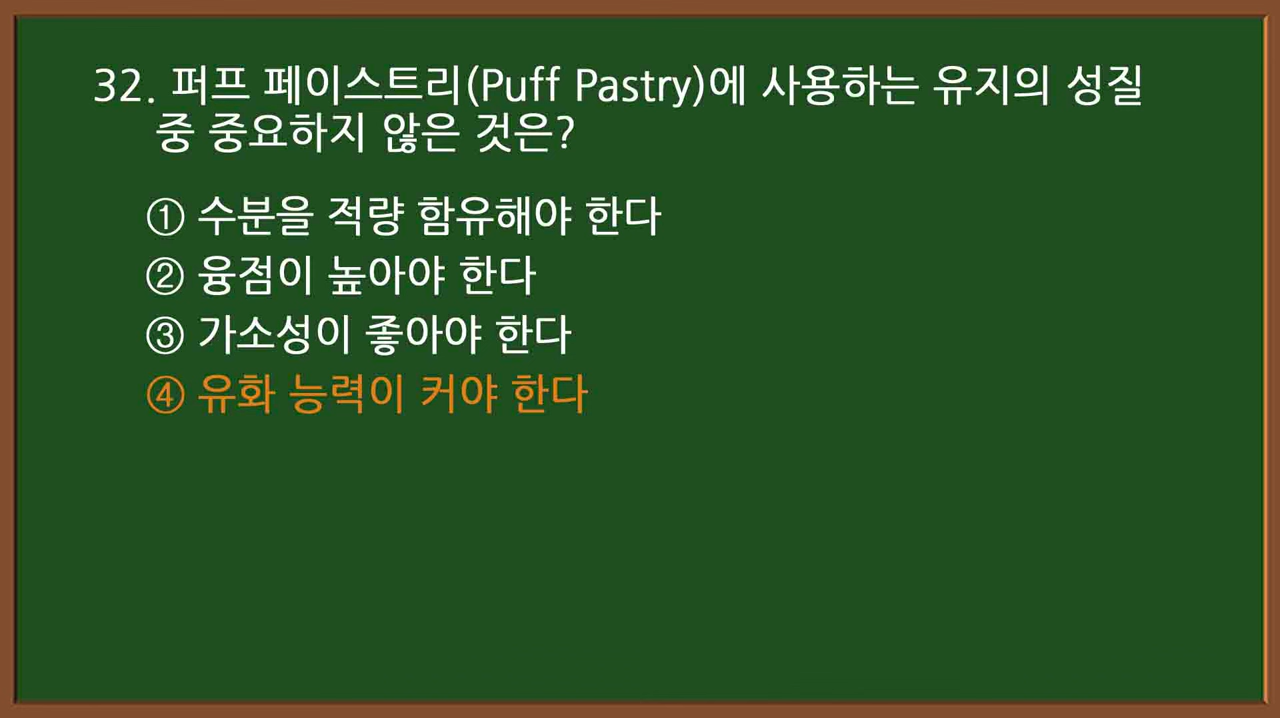 32. 퍼프 페이스트리(Puff Pastry)에 사용하는 유지의 성질
중 중요하지 않은 것은?
① 수분을 적량 함유해야 한다
② 융점이 높아야 한다
③ 가소성이 좋아야 한다
④ 유화 능력이 커야 한다